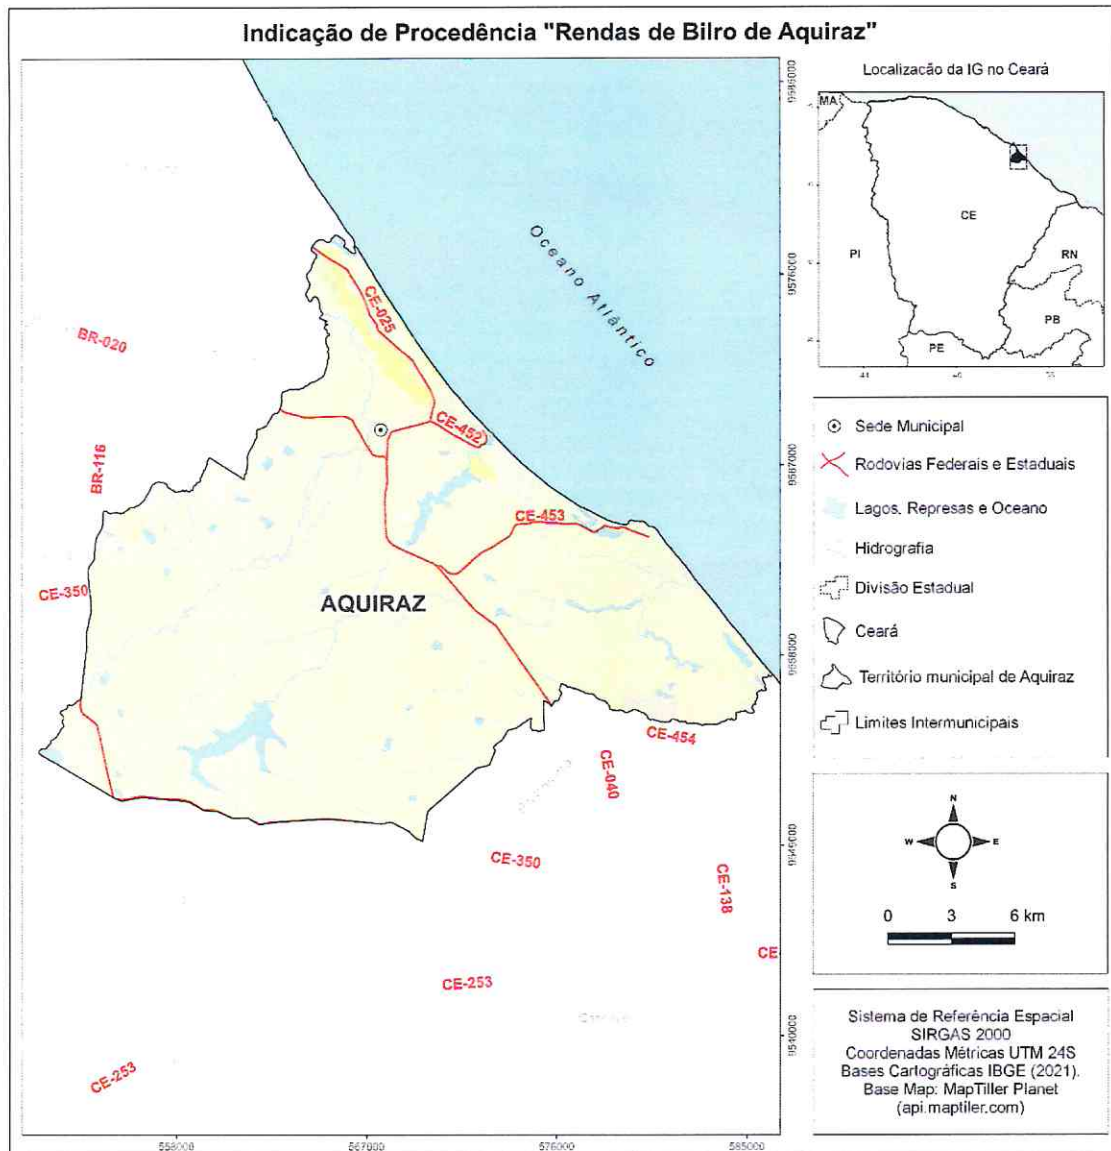 Indicação de Procedência "Rendas de Bilro de Aquiraz"
Localização da IG no Ceará
MA
CE
PI
RN
PB
PE
9585000
9576000
9567000
9558000
9549000
9540000
Oceano Atlântico
CE-025
BR-020
CE-452
BR-116
CE-453
CE-350
AQUIRAZ
CE-454
CE-040
CE-350
CE-138
CE
CE-253
CE-253
558000
567000
576000
585000
Sede Municipal
Rodovias Federais e Estaduais
Lagos, Represas e Oceano
Hidrografia
Divisão Estadual
Ceará
Território municipal de Aquiraz
Limites Intermunicipais
N
W
E
S
0 3 6 km
Sistema de Referência Espacial
SIRGAS 2000
Coordenadas Métricas UTM 24S
Bases Cartográficas IBGE (2021).
Base Map: MapTiller Planet
(api.maptiler.com)